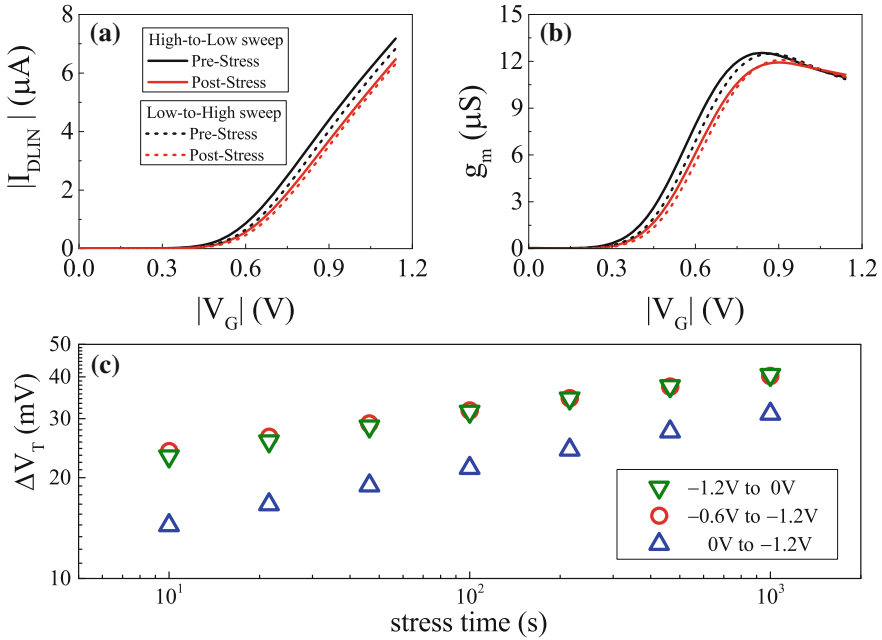 (a)
High-to-Low sweep
Pre-Stress
Post-Stress
Low-to-High sweep
Pre-Stress
Post-Stress
|I_DLIN| (μA)
8
6
4
2
0
0.0 0.3 0.6 0.9 1.2
|V_G| (V)
(b)
g_m (μS)
15
12
9
6
3
0
0.0 0.3 0.6 0.9 1.2
|V_G| (V)
(c)
ΔV_T (mV)
50
40
30
20
10
−1.2V to 0V
−0.6V to −1.2V
0V to −1.2V
10^1 10^2 10^3
stress time (s)